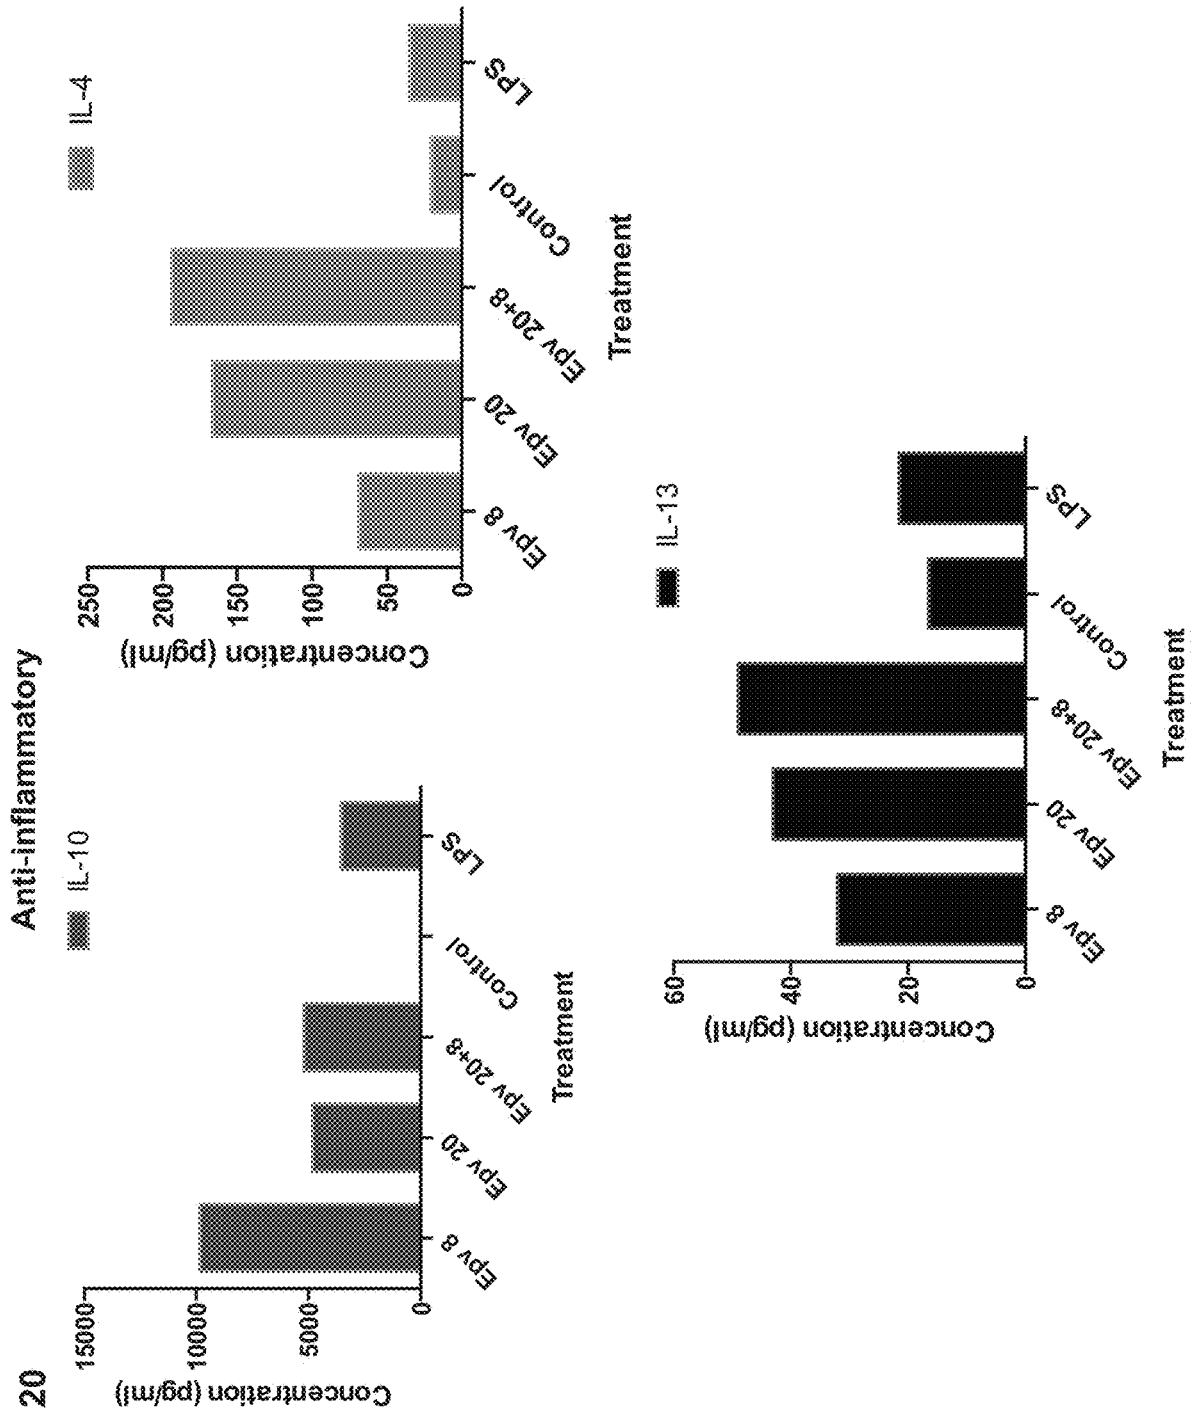 20
Anti-inflammatory
IL-10
Concentration (pg/ml)
15000
10000
5000
0
Epv 8
Epv 20
Epv 20+8
Control
LPS
Treatment
IL-4
Concentration (pg/ml)
250
200
150
100
50
0
Epv 8
Epv 20
Epv 20+8
Control
LPS
Treatment
IL-13
Concentration (pg/ml)
60
40
20
0
Epv 8
Epv 20
Epv 20+8
Control
LPS
Treatment